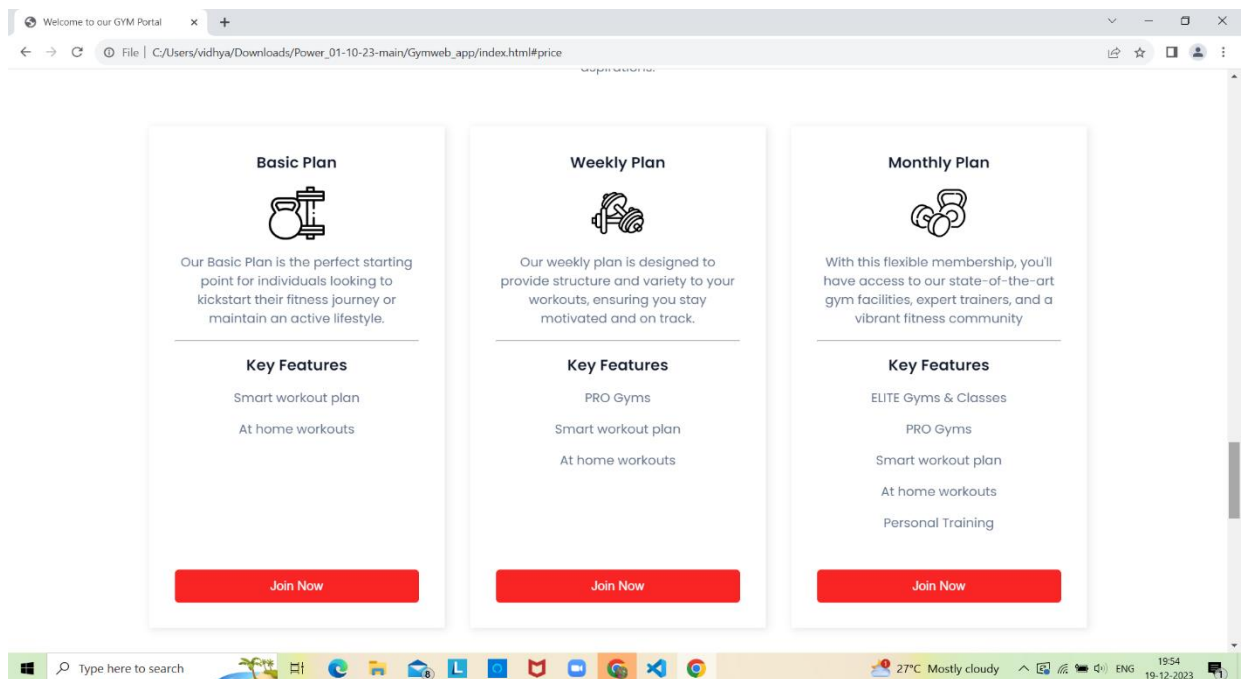 Welcome to our GYM Portal
File | C:/Users/vidhya/Downloads/Power_01-10-23-main/Gymweb_app/index.html#price
aspirations.
Basic Plan
Our Basic Plan is the perfect starting
point for individuals looking to
kickstart their fitness journey or
maintain an active lifestyle.
Key Features
Smart workout plan
At home workouts
Join Now
Weekly Plan
Our weekly plan is designed to
provide structure and variety to your
workouts, ensuring you stay
motivated and on track.
Key Features
PRO Gyms
Smart workout plan
At home workouts
Join Now
Monthly Plan
With this flexible membership, you'll
have access to our state-of-the-art
gym facilities, expert trainers, and a
vibrant fitness community
Key Features
ELITE Gyms & Classes
PRO Gyms
Smart workout plan
At home workouts
Personal Training
Join Now
Type here to search
8
L
27°C Mostly cloudy
ENG
19:54
19-12-2023
1